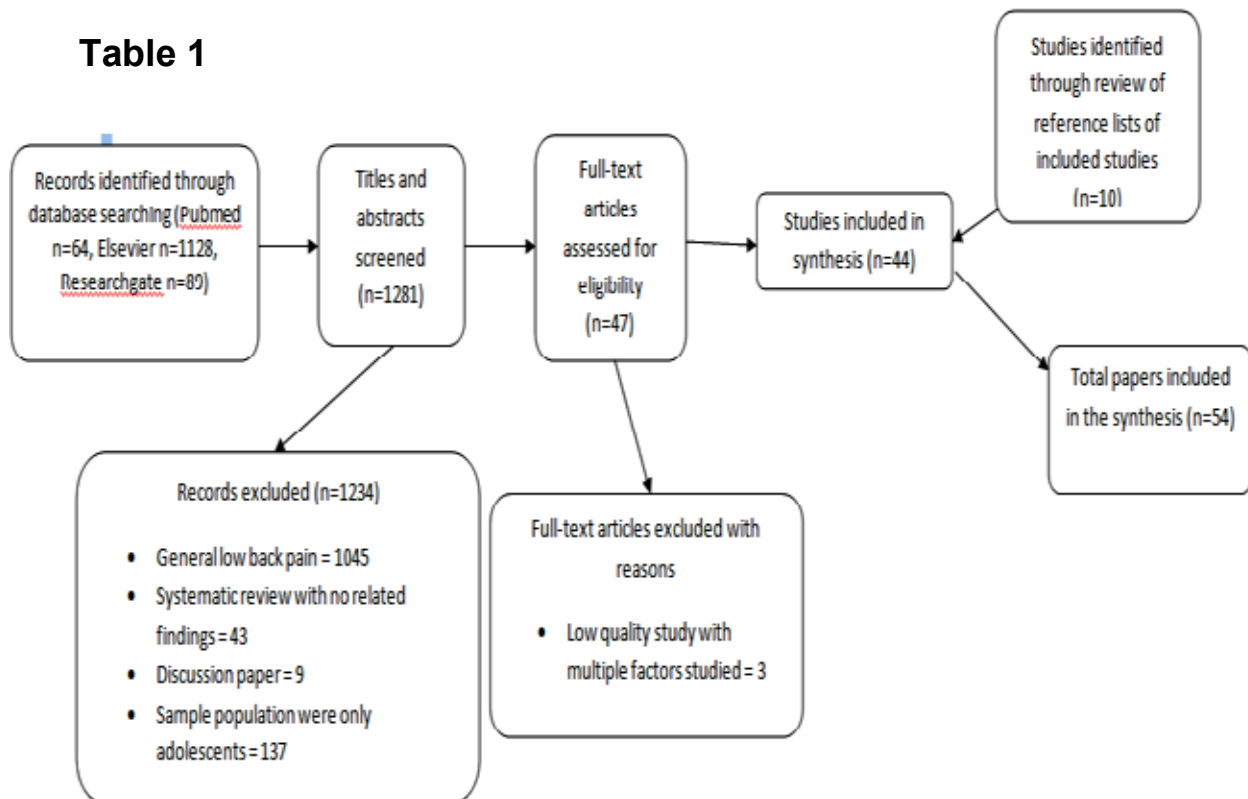 Table 1
Records identified through
database searching (Pubmed
n=64, Elsevier n=1128,
Researchgate n=89)
Titles and
abstracts
screened
(n=1281)
Full-text
articles
assessed for
eligibility
(n=47)
Studies included in
synthesis (n=44)
Studies identified
through review of
reference lists of
included studies
(n=10)
Total papers included
in the synthesis (n=54)
Records excluded (n=1234)
• General low back pain = 1045
• Systematic review with no related
findings = 43
• Discussion paper = 9
• Sample population were only
adolescents = 137
Full-text articles excluded with
reasons
• Low quality study with
multiple factors studied = 3